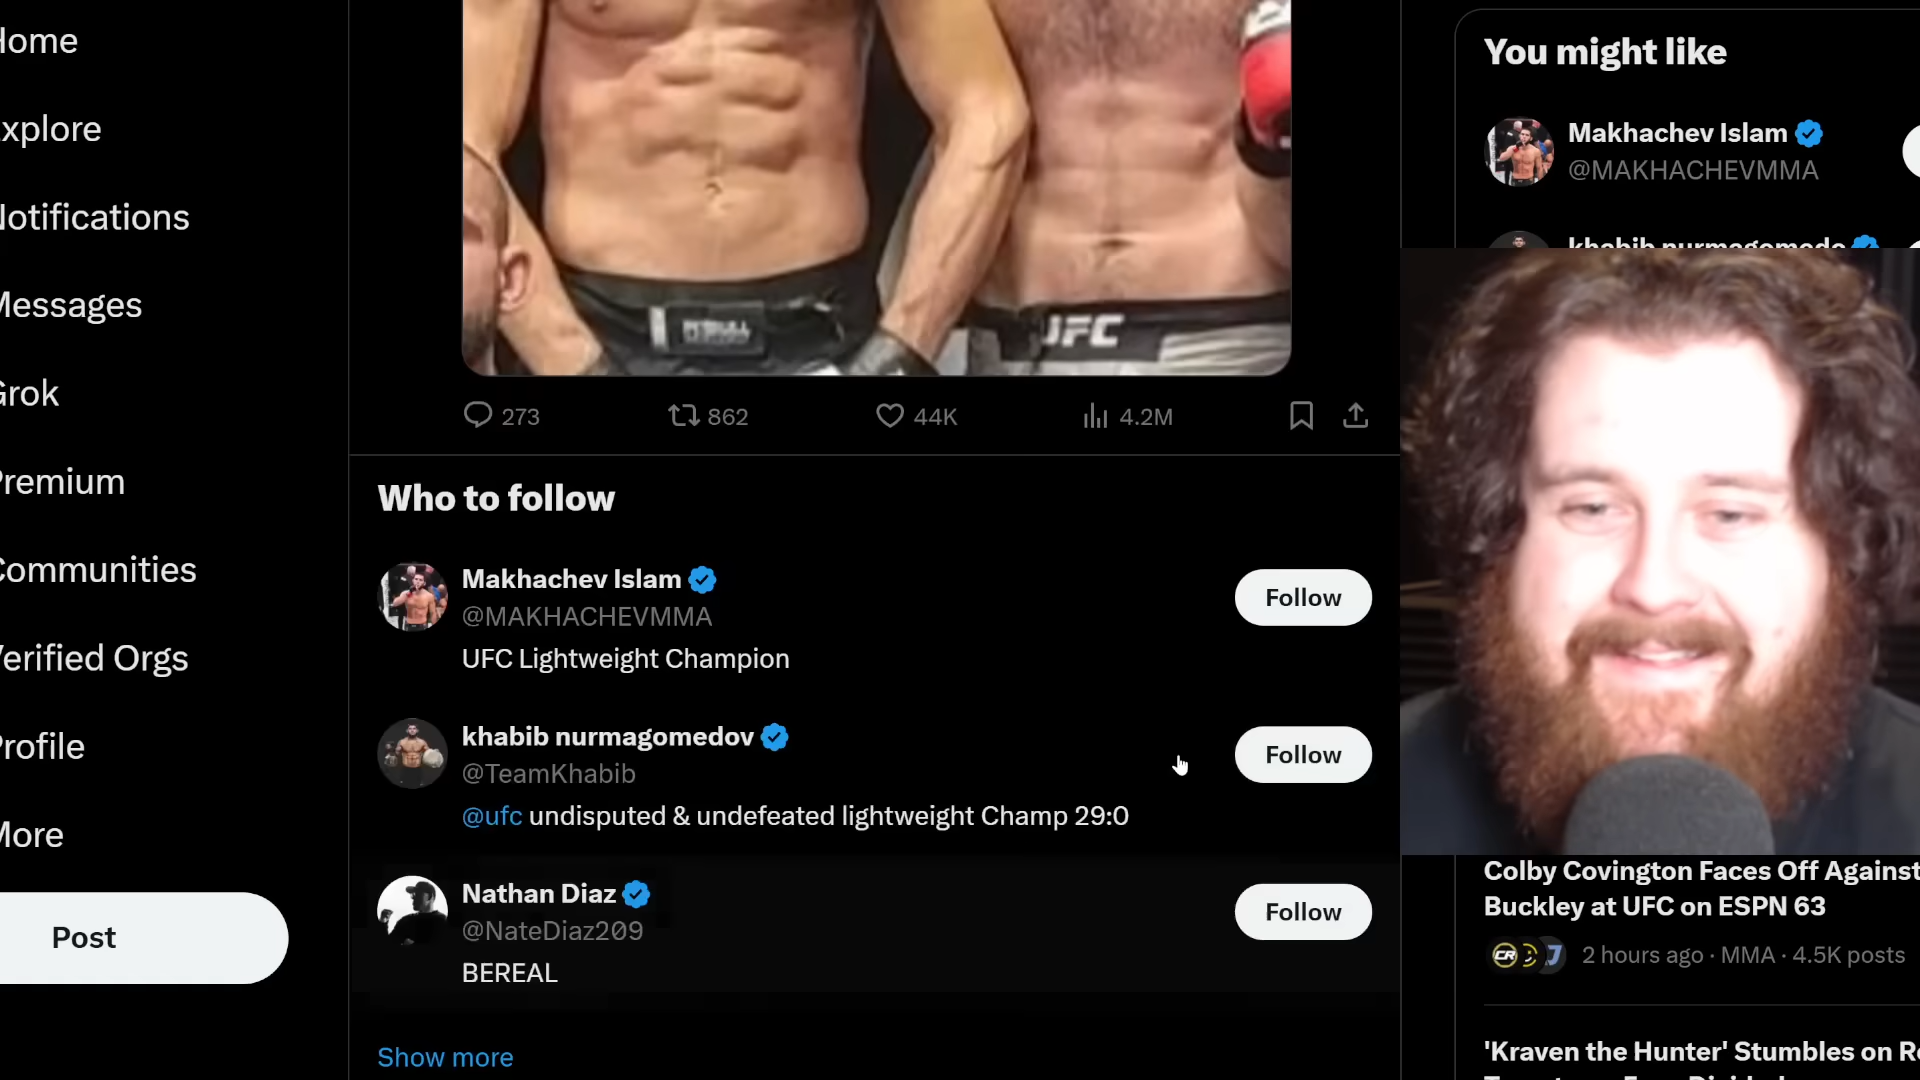 Home
Explore
Notifications
Messages
Grok
Premium
Communities
Verified Orgs
Profile
More
Post
UFC
273
862
44K
4.2M
Who to follow
Makhachev Islam
@MAKHACHEVMMA
UFC Lightweight Champion
Follow
khabib nurmagomedov
@TeamKhabib
@ufc undisputed & undefeated lightweight Champ 29:0
Follow
Nathan Diaz
@NateDiaz209
BEREAL
Follow
Show more
You might like
Makhachev Islam
@MAKHACHEVMMA
khabib nurmagomedo
Colby Covington Faces Off Against
Buckley at UFC on ESPN 63
2 hours ago · MMA · 4.5K posts
'Kraven the Hunter' Stumbles on